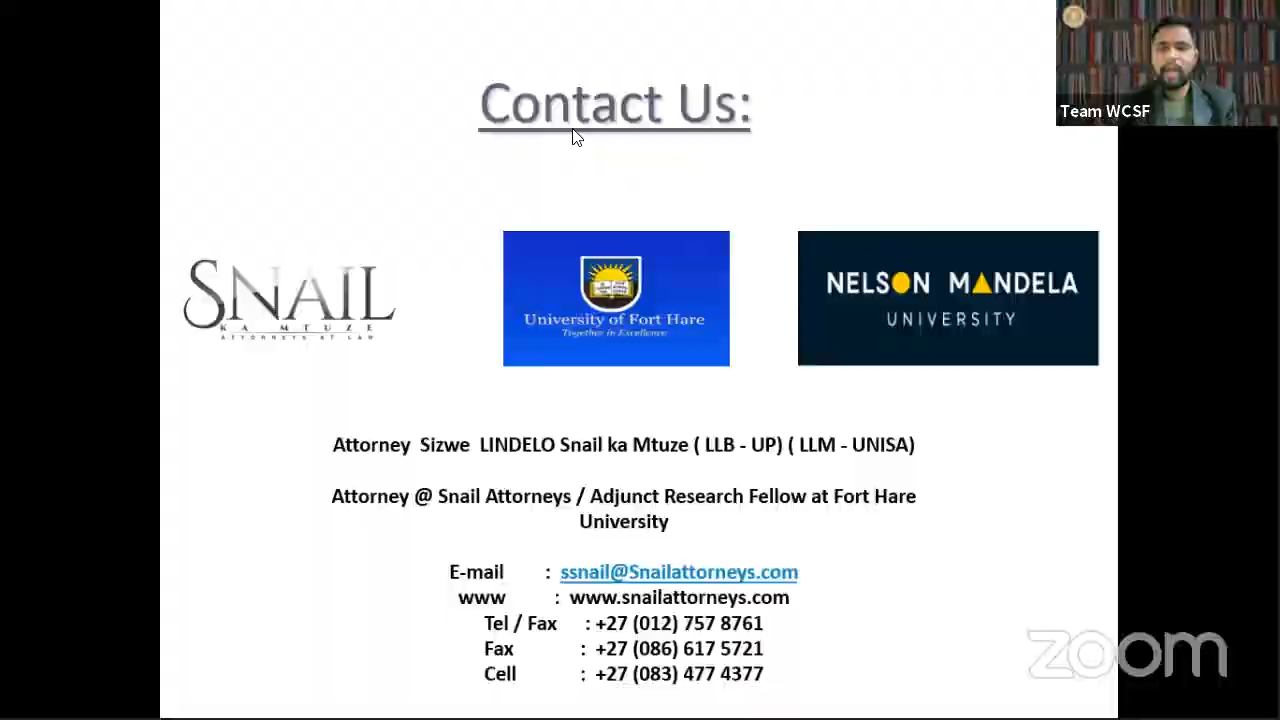 Contact Us:
Team WCSF
SNAIL
KA MTUZE
ATTORNEYS AT LAW
University of Fort Hare
Together in Excellence
NELSON MANDELA
UNIVERSITY
Attorney Sizwe LINDELO Snail ka Mtuze ( LLB - UP) ( LLM - UNISA)
Attorney @ Snail Attorneys / Adjunct Research Fellow at Fort Hare
University
E-mail : ssnail@Snailattorneys.com
www : www.snailattorneys.com
Tel / Fax : +27 (012) 757 8761
Fax : +27 (086) 617 5721
Cell : +27 (083) 477 4377
zoom